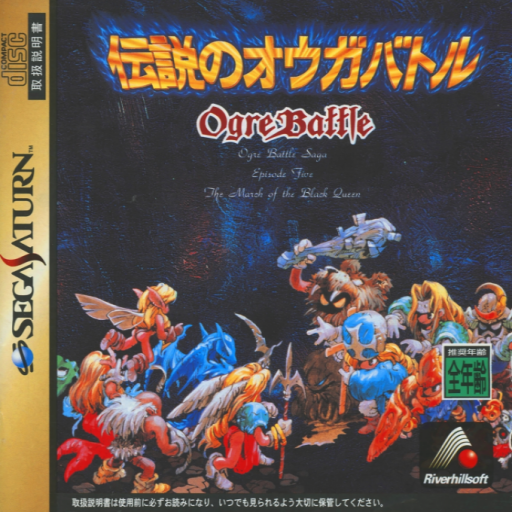 COMPACT
disc
取扱説明書
SEGA SATURN™
伝説のオウガバトル
Ogre Battle
Ogre Battle Saga
Episode Five
The March of the Black Queen
推奨年齢
全年齢
Riverhillsoft
取扱説明書は使用前に必ずお読みになり、いつでも見られるよう大切に保管してください。